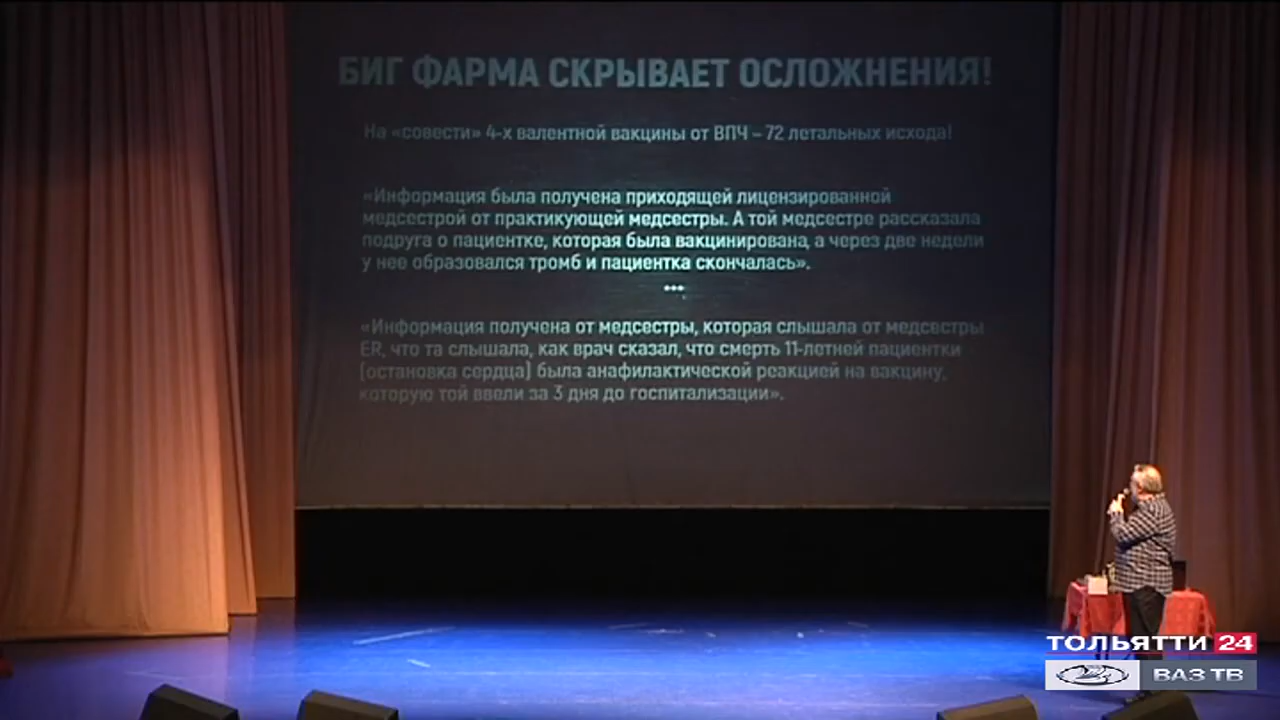 БИГ ФАРМА СКРЫВАЕТ ОСЛОЖНЕНИЯ!
На «совести» 4-х валентной вакцины от ВПЧ – 72 летальных исхода!
«Информация была получена приходящей лицензированной
медсестрой от практикующей медсестры. А той медсестре рассказала
подруга о пациентке, которая была вакцинирована, а через две недели
у нее образовался тромб и пациентка скончалась».
***
«Информация получена от медсестры, которая слышала от медсестры
ER, что та слышала, как врач сказал, что смерть 11-летней пациентки
(остановка сердца) была анафилактической реакцией на вакцину,
которую той ввели за 3 дня до госпитализации».
ТОЛЬЯТТИ 24
ВАЗ ТВ